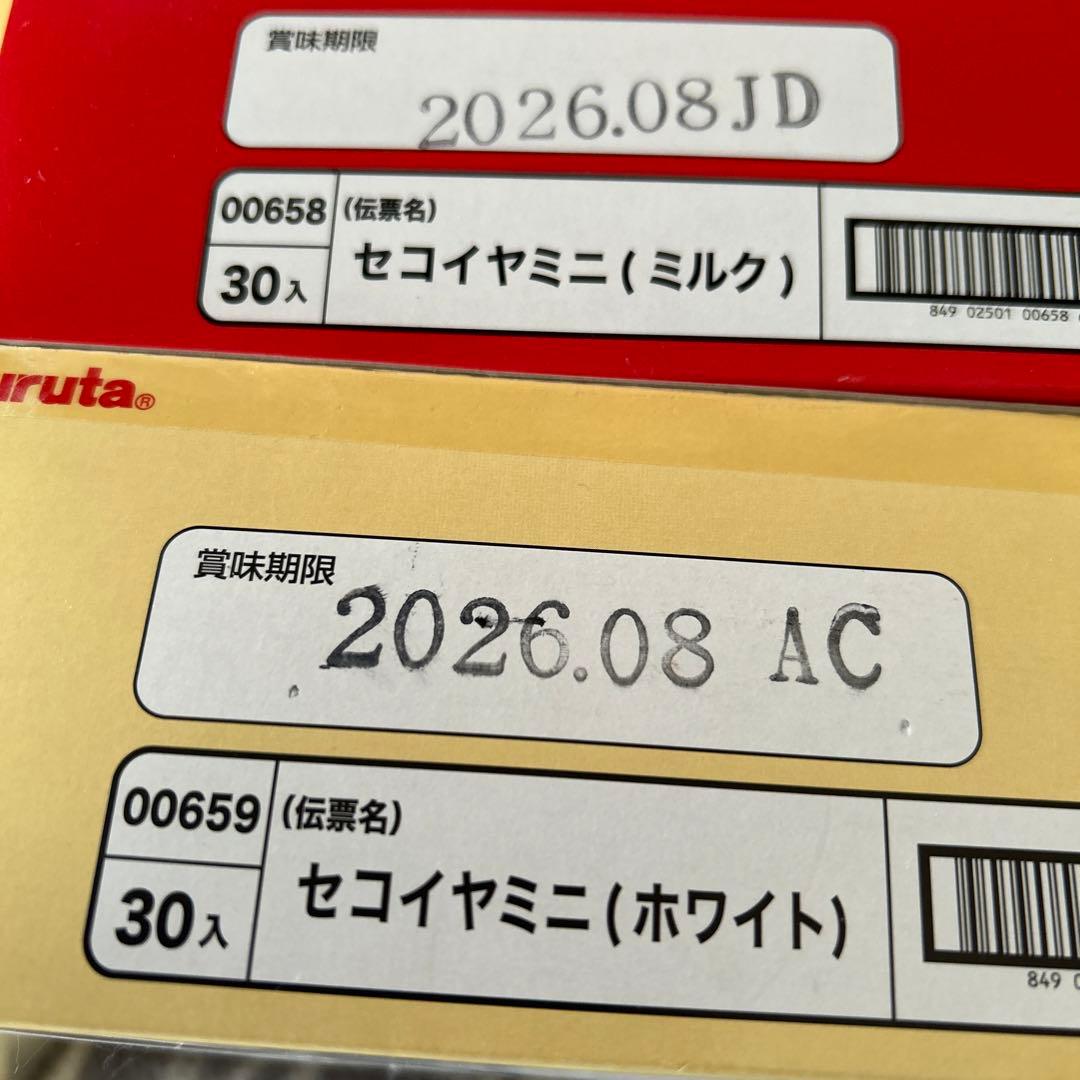 賞味期限
2026.08JD
00658
(伝票名)
セコイヤミニ(ミルク)
30入
849 02501 00658
uruta®
賞味期限
2026.08 AC
00659
(伝票名)
セコイヤミニ(ホワイト)
30入
849